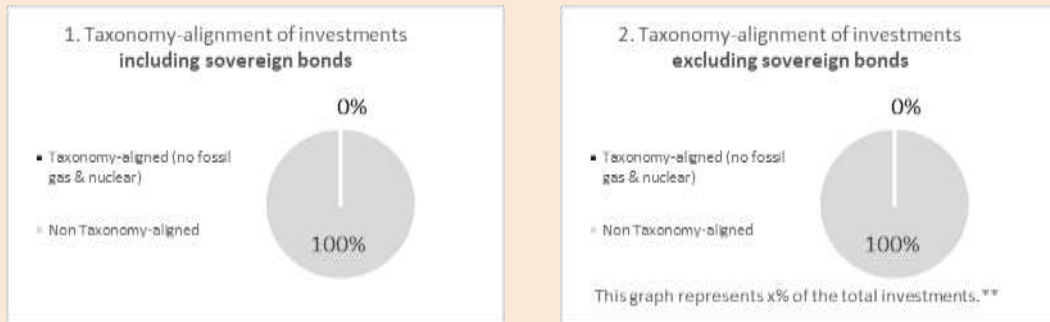 1. Taxonomy-alignment of investments
including sovereign bonds
0%
Taxonomy-aligned (no fossil
gas & nuclear)
Non Taxonomy-aligned
100%
2. Taxonomy-alignment of investments
excluding sovereign bonds
0%
Taxonomy-aligned (no fossil
gas & nuclear)
Non Taxonomy-aligned
100%
This graph represents x% of the total investments.**